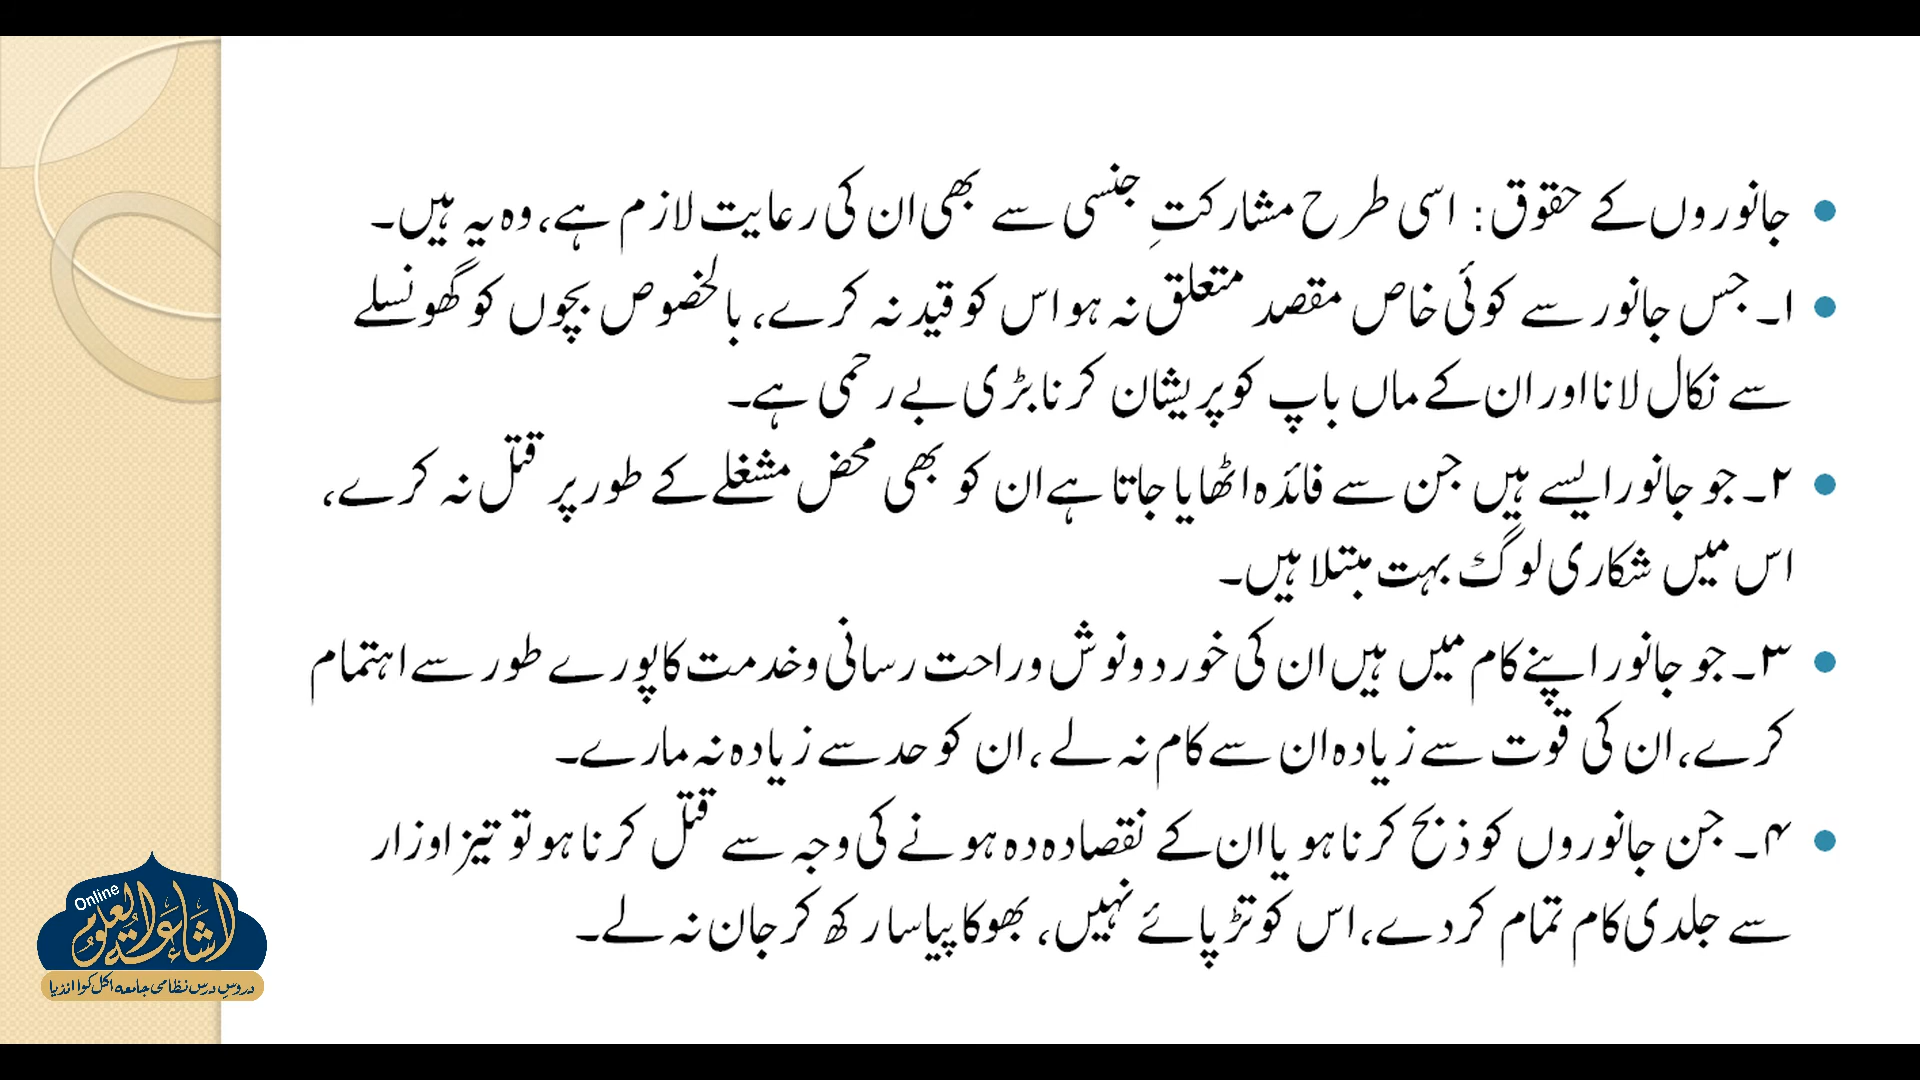 جانوروں کے حقوق: اسی طرح مشارکتِ جنسی سے بھی ان کی رعایت لازم ہے، وہ یہ ہیں۔
۱۔ جس جانور سے کوئی خاص مقصد متعلق نہ ہو اس کو قید نہ کرے، بالخصوص بچوں کو گھونسلے
سے نکال لانا اور ان کے ماں باپ کو پریشان کرنا بڑی بے رحمی ہے۔
۲۔ جو جانور ایسے ہیں جن سے فائدہ اٹھایا جاتا ہے ان کو بھی محض مشغلے کے طور پر قتل نہ کرے،
اس میں شکاری لوگ بہت مبتلا ہیں۔
۳۔ جو جانور اپنے کام میں ہیں ان کی خورد و نوش و راحت رسانی و خدمت کا پورے طور سے اہتمام
کرے، ان کی قوت سے زیادہ ان سے کام نہ لے، ان کو حد سے زیادہ نہ مارے۔
۴۔ جن جانوروں کو ذبح کرنا ہو یا ان کے نقصادہ دہ ہونے کی وجہ سے قتل کرنا ہو تو تیز اوزار
سے جلدی کام تمام کر دے، اس کو تڑپائے نہیں، بھوکا پیاسا رکھ کر جان نہ لے۔
Online
اشاعۃ العلوم
دروس درس نظامی جامعہ اکل کوا انڈیا